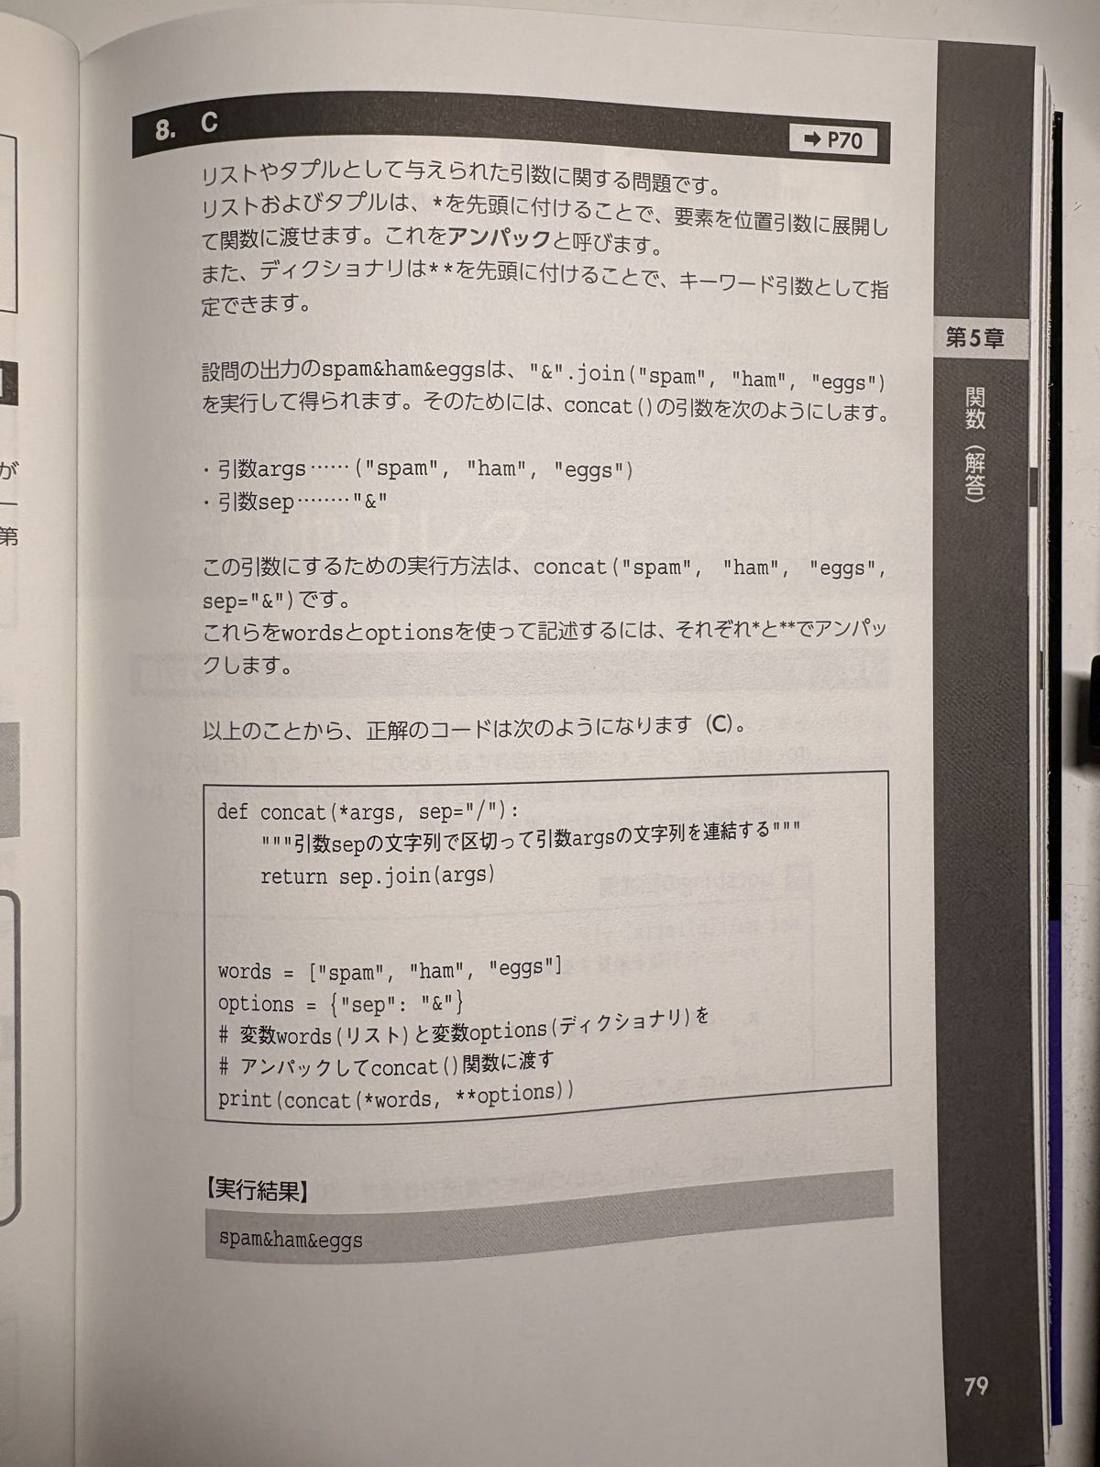 8. C
➡ P70
リストやタプルとして与えられた引数に関する問題です。
リストおよびタプルは、*を先頭に付けることで、要素を位置引数に展開し
て関数に渡せます。これをアンパックと呼びます。
また、ディクショナリは**を先頭に付けることで、キーワード引数として指
定できます。
設問の出力のspam&ham&eggsは、"&".join("spam", "ham", "eggs")
を実行して得られます。そのためには、concat()の引数を次のようにします。
・引数args……("spam", "ham", "eggs")
・引数sep………"&"
この引数にするための実行方法は、concat("spam", "ham", "eggs",
sep="&")です。
これらをwordsとoptionsを使って記述するには、それぞれ*と**でアンパッ
クします。
以上のことから、正解のコードは次のようになります（C）。
def concat(*args, sep="/"):
    """引数sepの文字列で区切って引数argsの文字列を連結する"""
    return sep.join(args)
words = ["spam", "ham", "eggs"]
options = {"sep": "&"}
# 変数words(リスト)と変数options(ディクショナリ)を
# アンパックしてconcat()関数に渡す
print(concat(*words, **options))
【実行結果】
spam&ham&eggs
第5章
関数（解答）
79
が
ー
第